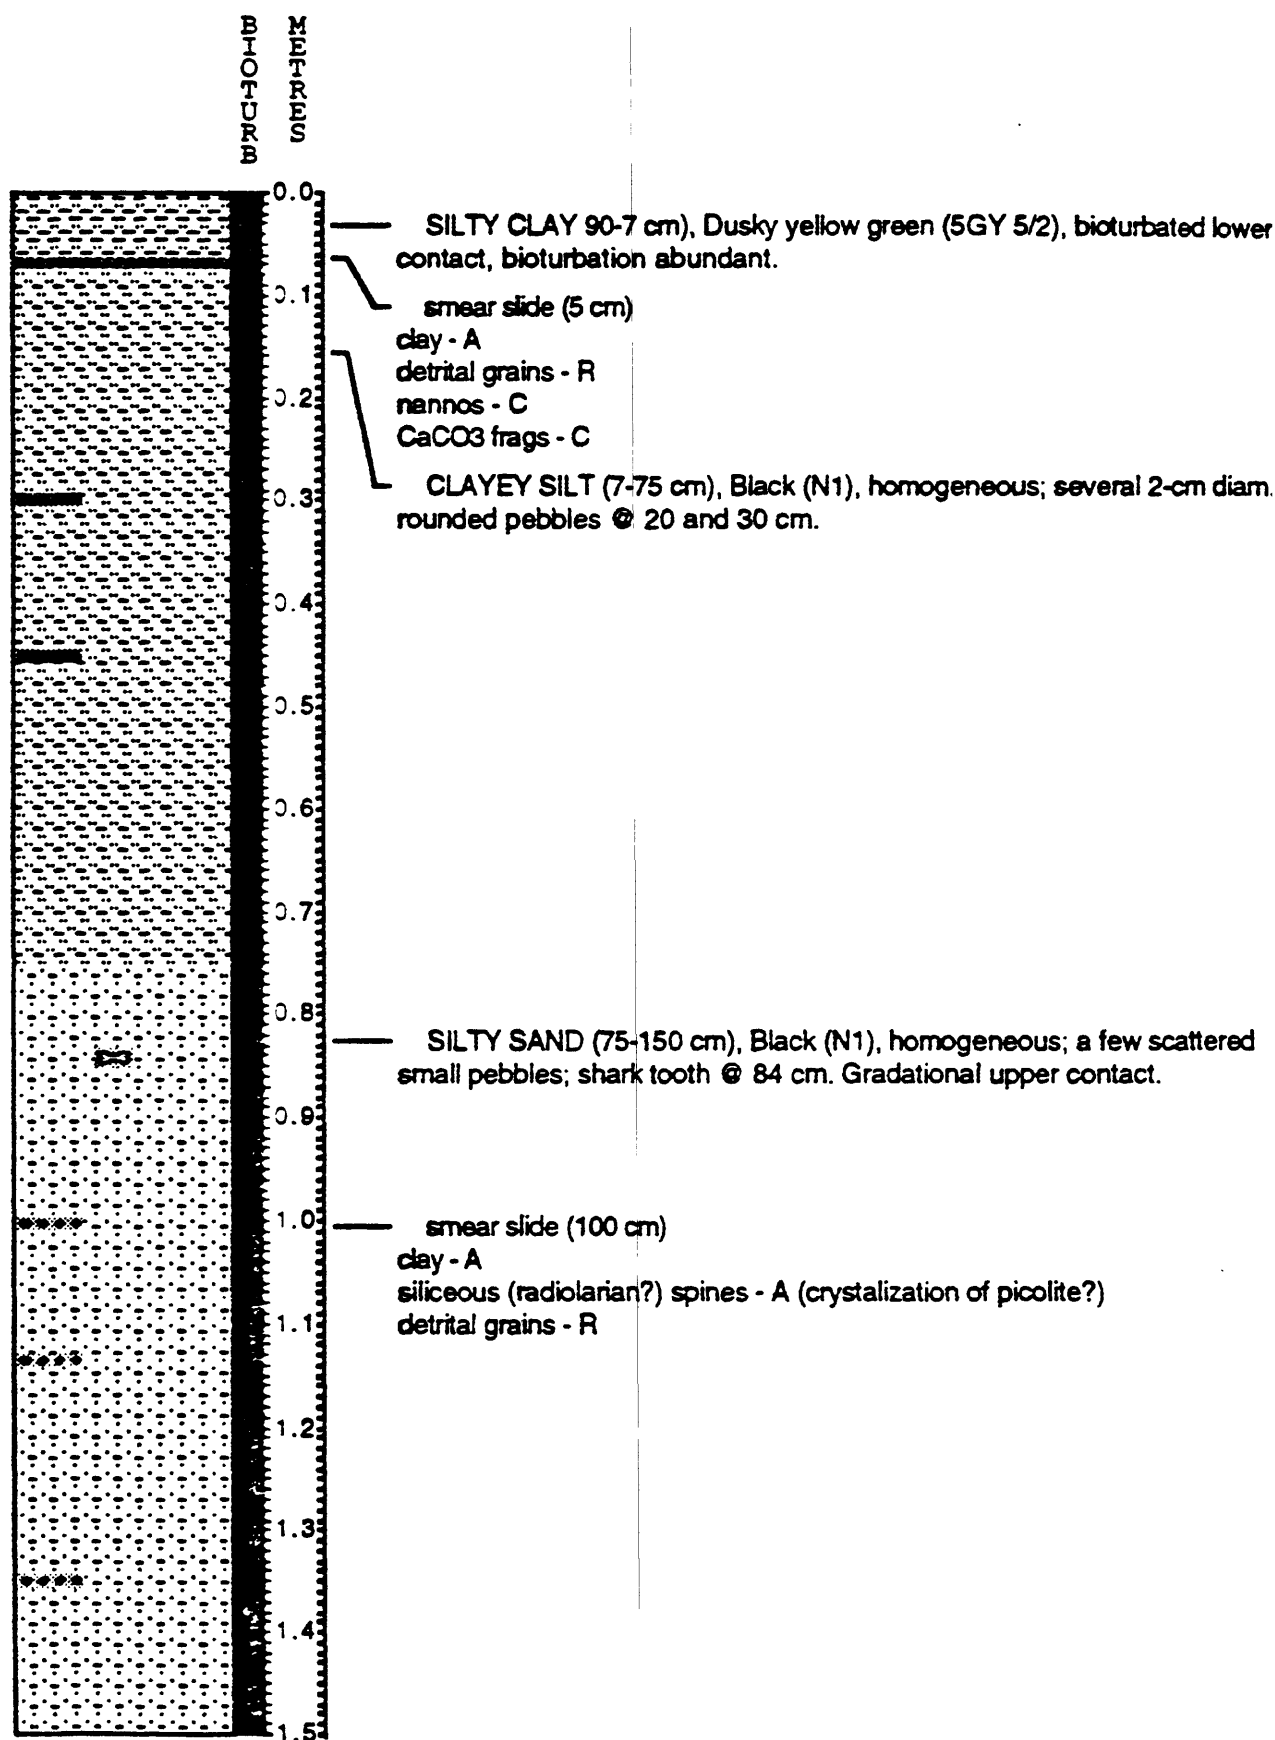 BIOTURB
METRES
0.0
SILTY CLAY 90-7 cm), Dusky yellow green (5GY 5/2), bioturbated lower
contact, bioturbation abundant.
0.1
smear slide (5 cm)
clay - A
detrital grains - R
0.2
nannos - C
CaCO3 frags - C
CLAYEY SILT (7-75 cm), Black (N1), homogeneous; several 2-cm diam.
0.3
rounded pebbles @ 20 and 30 cm.
0.4
0.5
0.6
0.7
0.8
SILTY SAND (75-150 cm), Black (N1), homogeneous; a few scattered
small pebbles; shark tooth @ 84 cm. Gradational upper contact.
0.9
1.0
smear slide (100 cm)
clay - A
siliceous (radiolarian?) spines - A (crystalization of picolite?)
1.1
detrital grains - R
1.2
1.3
1.4
1.5